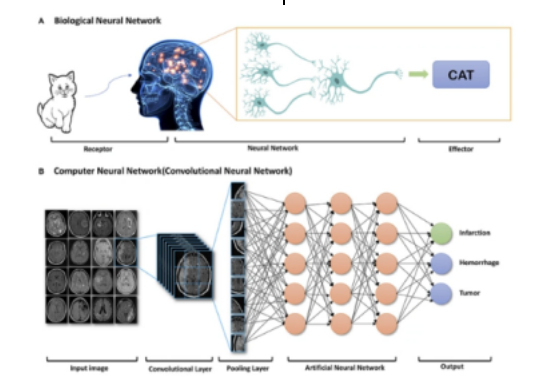 A Biological Neural Network
CAT
Receptor
Neural Network
Effector
B Computer Neural Network(Convolutional Neural Network)
Infarction
Hemorrhage
Tumor
Input image
Convolutional Layer
Pooling Layer
Artificial Neural Network
Output